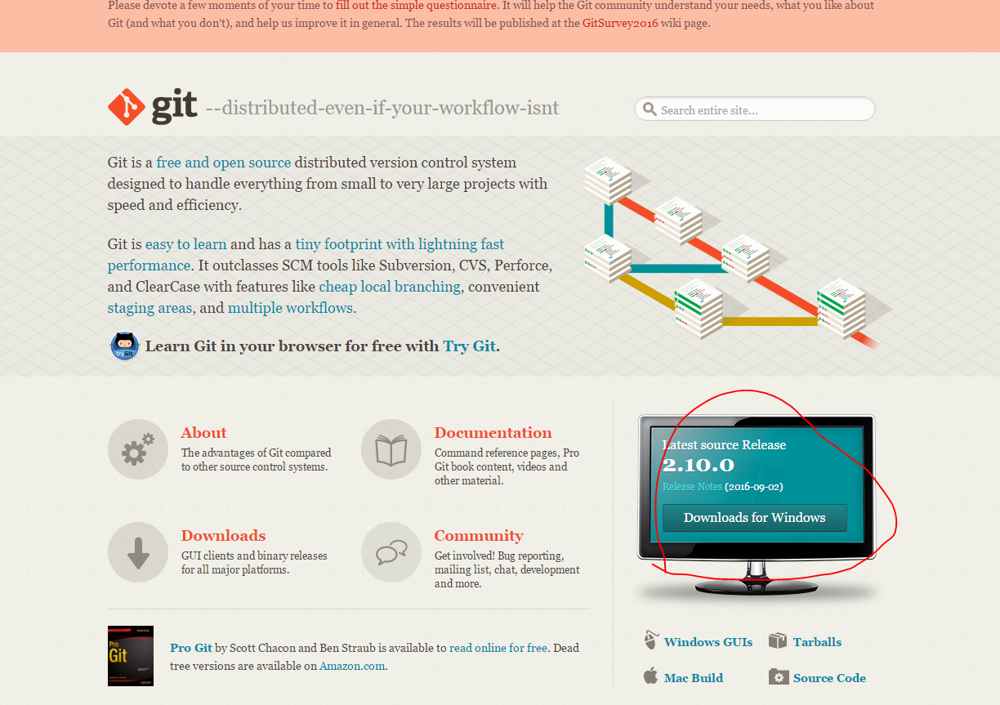 Please devote a few moments of your time to fill out the simple questionnaire. It will help the Git community understand your needs, what you like about
Git (and what you don't), and help us improve it in general. The results will be published at the GitSurvey2016 wiki page.
git --distributed-even-if-your-workflow-isnt
Search entire site...
Git is a free and open source distributed version control system
designed to handle everything from small to very large projects with
speed and efficiency.
Git is easy to learn and has a tiny footprint with lightning fast
performance. It outclasses SCM tools like Subversion, CVS, Perforce,
and ClearCase with features like cheap local branching, convenient
staging areas, and multiple workflows.
tryGit
Learn Git in your browser for free with Try Git.
About
The advantages of Git compared
to other source control systems.
Documentation
Command reference pages, Pro
Git book content, videos and
other material.
Downloads
GUI clients and binary releases
for all major platforms.
Community
Get involved! Bug reporting,
mailing list, chat, development
and more.
Pro
Git
Pro Git by Scott Chacon and Ben Straub is available to read online for free. Dead
tree versions are available on Amazon.com.
Latest source Release
2.10.0
Release Notes (2016-09-02)
Downloads for Windows
Windows GUIs
Tarballs
Mac Build
Source Code